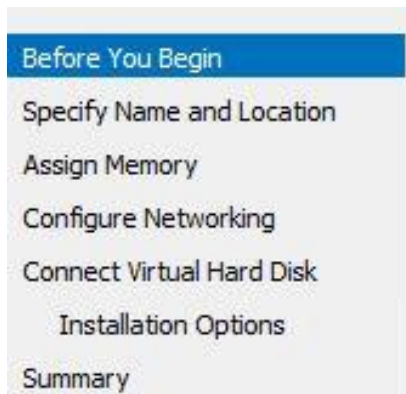 Before You Begin
Specify Name and Location
Assign Memory
Configure Networking
Connect Virtual Hard Disk
Installation Options
Summary